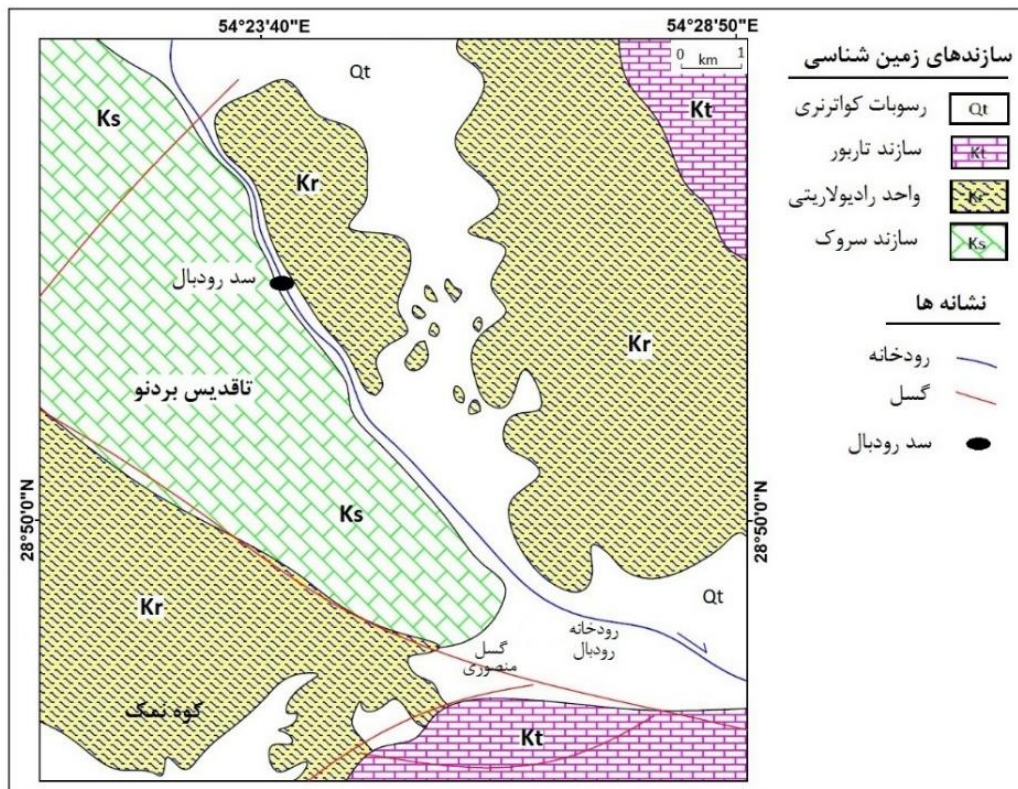 54°23'40"E
54°28'50"E
Qt
0 1
km
Ks
Kt
Kr
سد رودبال
Kr
تاقدیس بردنو
28°50'0"N
28°50'0"N
Ks
Qt
Kr
رودخانه
رودبال
گسل
منصوری
کوه نمک
Kt
سازندهای زمین شناسی
رسوبات کواترنری
Qt
سازند تاربور
Kt
واحد رادیولاریتی
Kr
سازند سروک
Ks
نشانه ها
رودخانه
گسل
سد رودبال